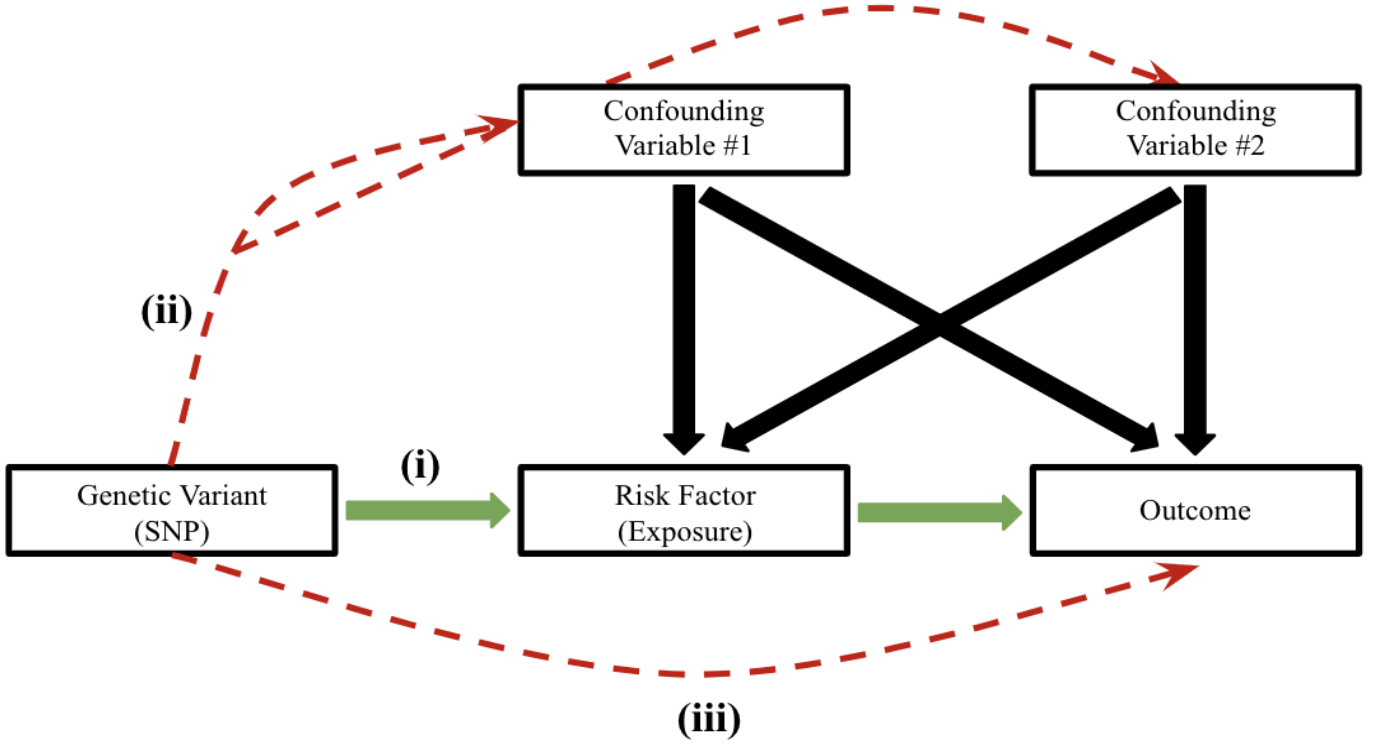 Confounding
Variable #1
Confounding
Variable #2
(ii)
(i)
Genetic Variant
(SNP)
Risk Factor
(Exposure)
Outcome
(iii)